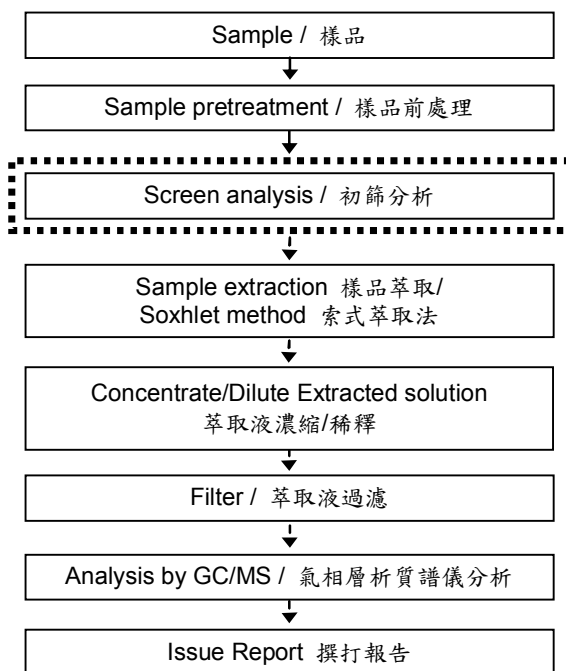 Sample / 樣品
Sample pretreatment / 樣品前處理
Screen analysis / 初篩分析
Sample extraction 樣品萃取/
Soxhlet method 索式萃取法
Concentrate/Dilute Extracted solution
萃取液濃縮/稀釋
Filter / 萃取液過濾
Analysis by GC/MS / 氣相層析質譜儀分析
Issue Report 撰打報告